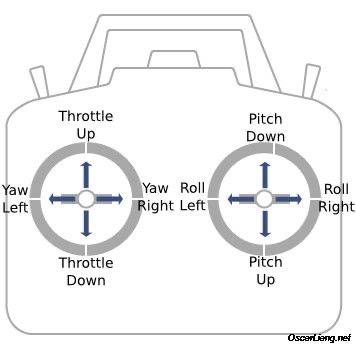 Throttle
Up
Pitch
Down
Yaw
Left
Yaw
Right
Roll
Left
Roll
Right
Throttle
Down
Pitch
Up
OscarLiang.net